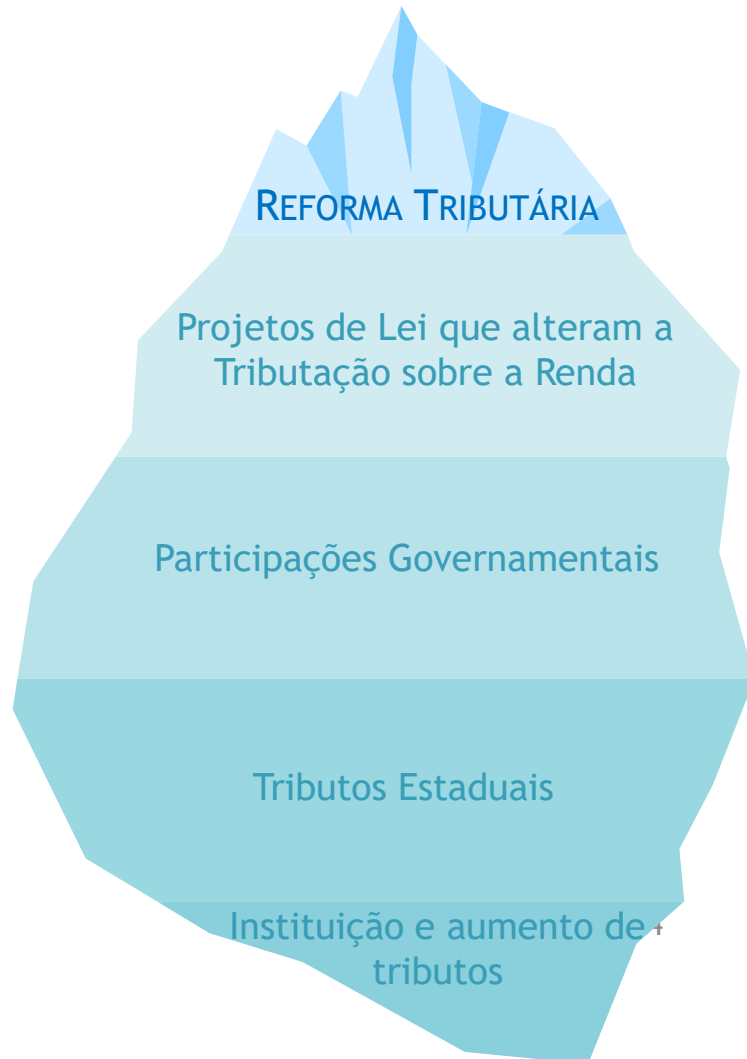 REFORMA TRIBUTÁRIA
Projetos de Lei que alteram a
Tributação sobre a Renda
Participações Governamentais
Tributos Estaduais
Instituição e aumento de
tributos